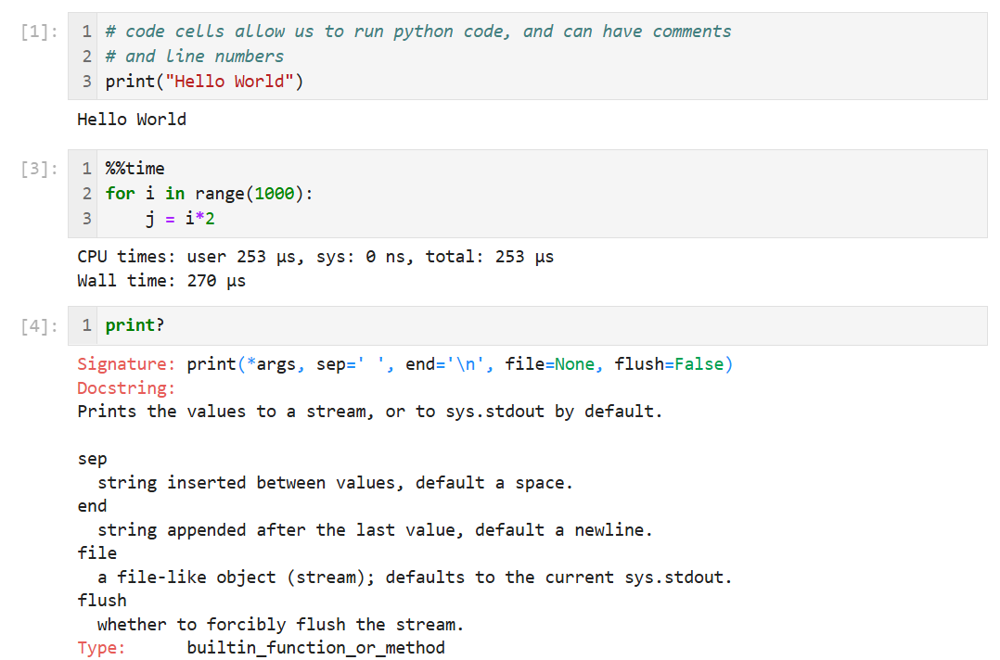 [1]: 1 # code cells allow us to run python code, and can have comments
2 # and line numbers
3 print("Hello World")
Hello World
[3]: 1 %%time
2 for i in range(1000):
3     j = i*2
CPU times: user 253 µs, sys: 0 ns, total: 253 µs
Wall time: 270 µs
[4]: 1 print?
Signature: print(*args, sep=' ', end='\n', file=None, flush=False)
Docstring:
Prints the values to a stream, or to sys.stdout by default.

sep
  string inserted between values, default a space.
end
  string appended after the last value, default a newline.
file
  a file-like object (stream); defaults to the current sys.stdout.
flush
  whether to forcibly flush the stream.
Type:      builtin_function_or_method